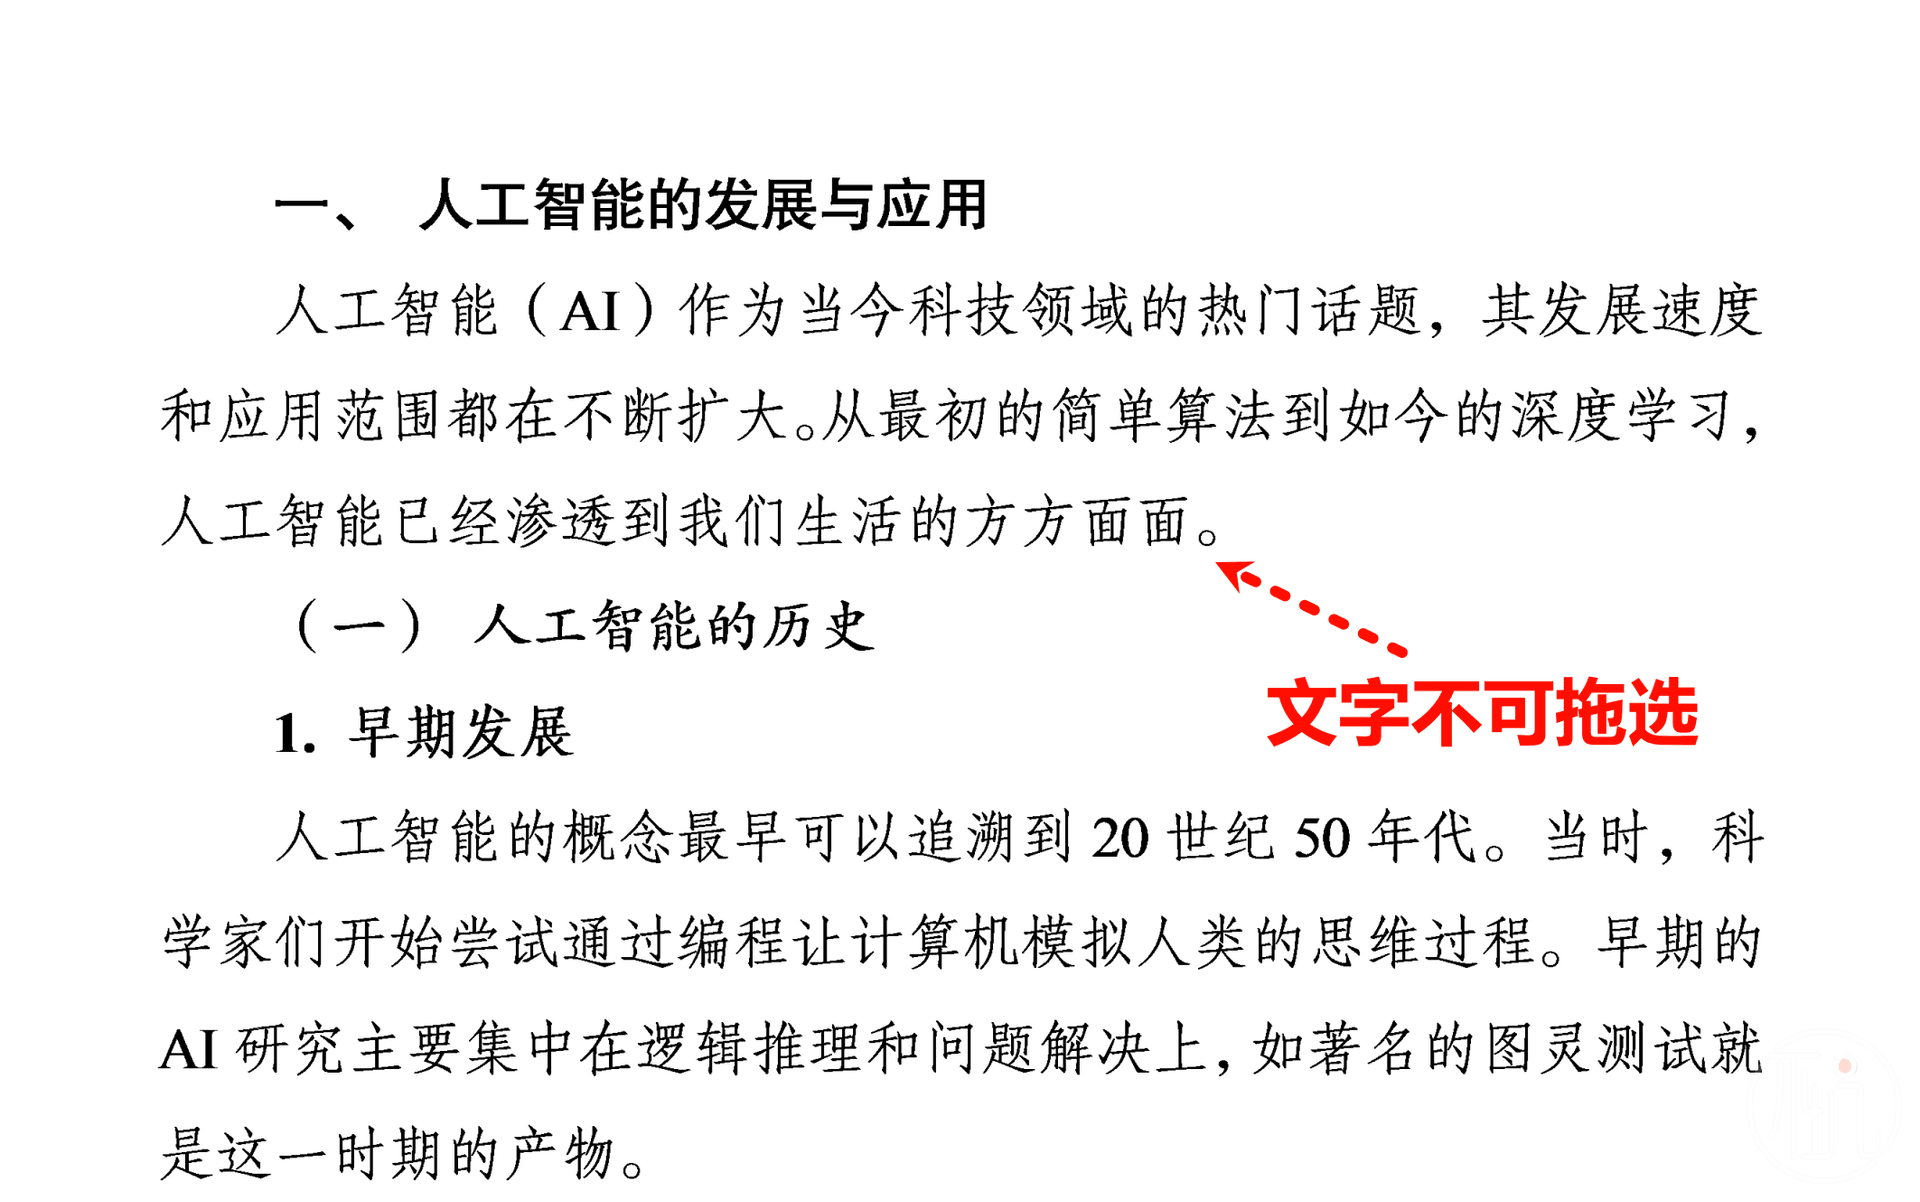 一、 人工智能的发展与应用
人工智能（AI）作为当今科技领域的热门话题，其发展速度
和应用范围都在不断扩大。从最初的简单算法到如今的深度学习，
人工智能已经渗透到我们生活的方方面面。
（一） 人工智能的历史
文字不可拖选
1. 早期发展
人工智能的概念最早可以追溯到 20 世纪 50 年代。当时，科
学家们开始尝试通过编程让计算机模拟人类的思维过程。早期的
AI 研究主要集中在逻辑推理和问题解决上，如著名的图灵测试就
是这一时期的产物。